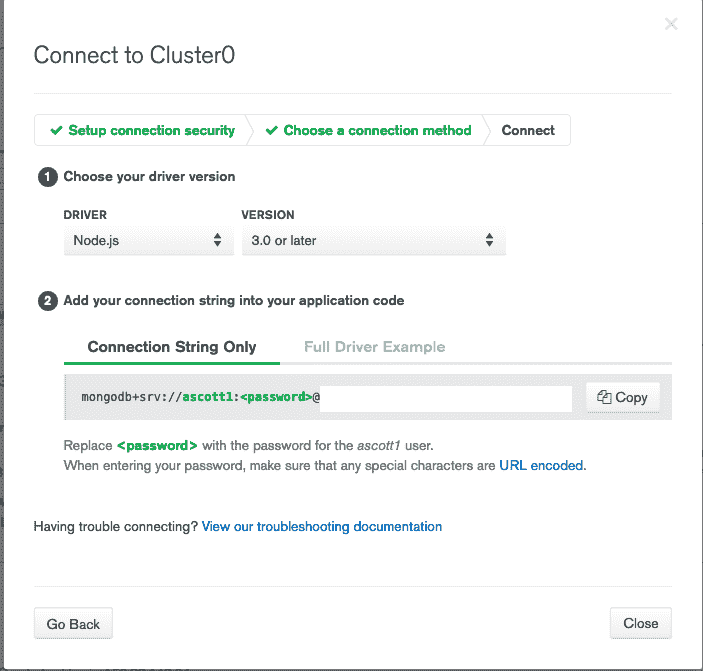 Connect to Cluster0
Setup connection security
Choose a connection method
Connect
1 Choose your driver version
DRIVER
VERSION
Node.js
3.0 or later
2 Add your connection string into your application code
Connection String Only
Full Driver Example
mongodb+srv://ascott1:<password>@
Copy
Replace <password> with the password for the ascott1 user.
When entering your password, make sure that any special characters are URL encoded.
Having trouble connecting? View our troubleshooting documentation
Go Back
Close